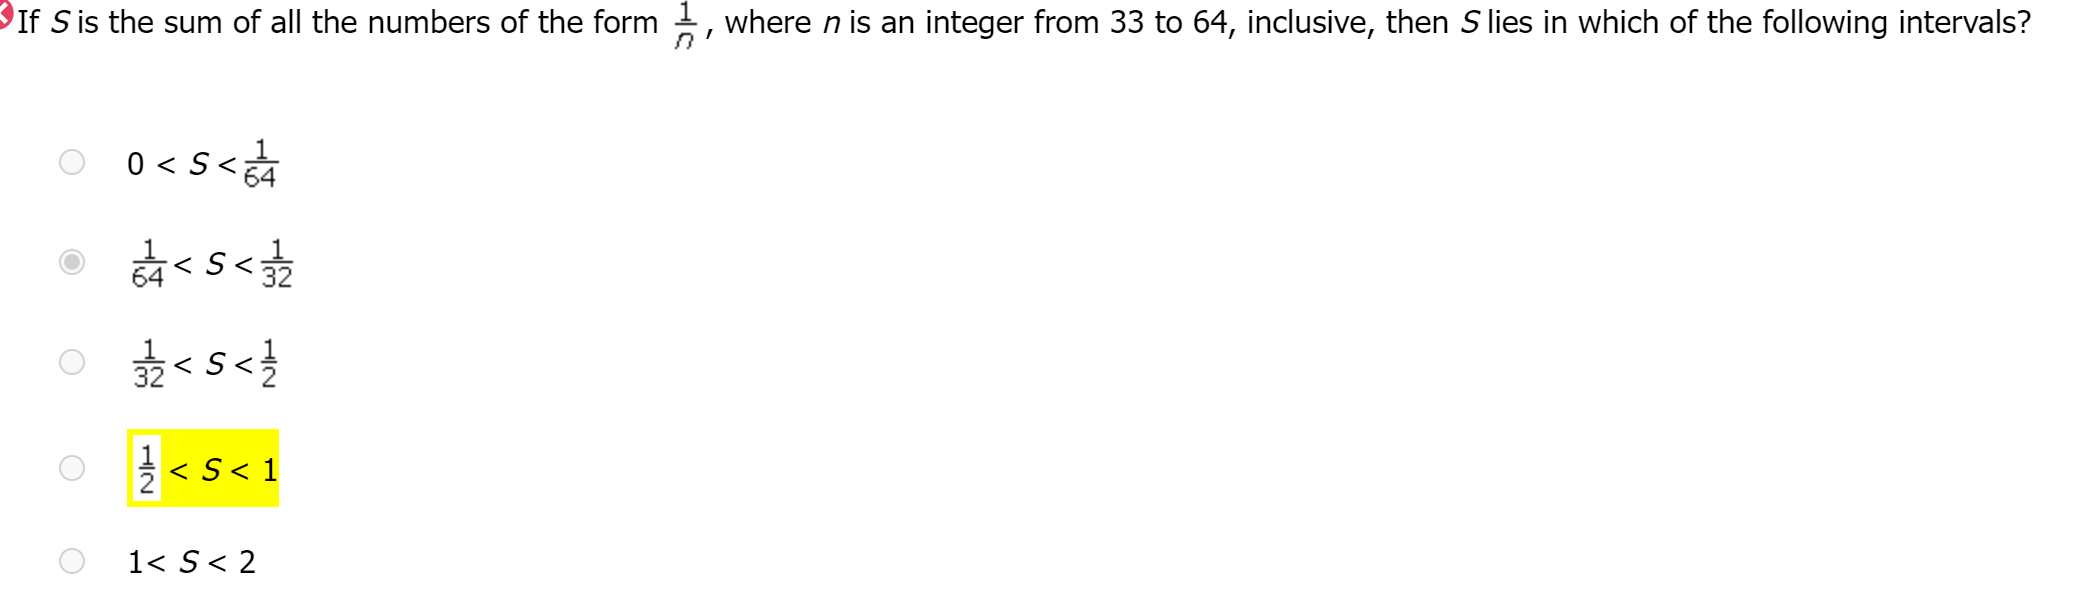 If S is the sum of all the numbers of the form 1/n, where n is an integer from 33 to 64, inclusive, then S lies in which of the following intervals?
0 < S < 1/64
1/64 < S < 1/32
1/32 < S < 1/2
1/2 < S < 1
1< S < 2